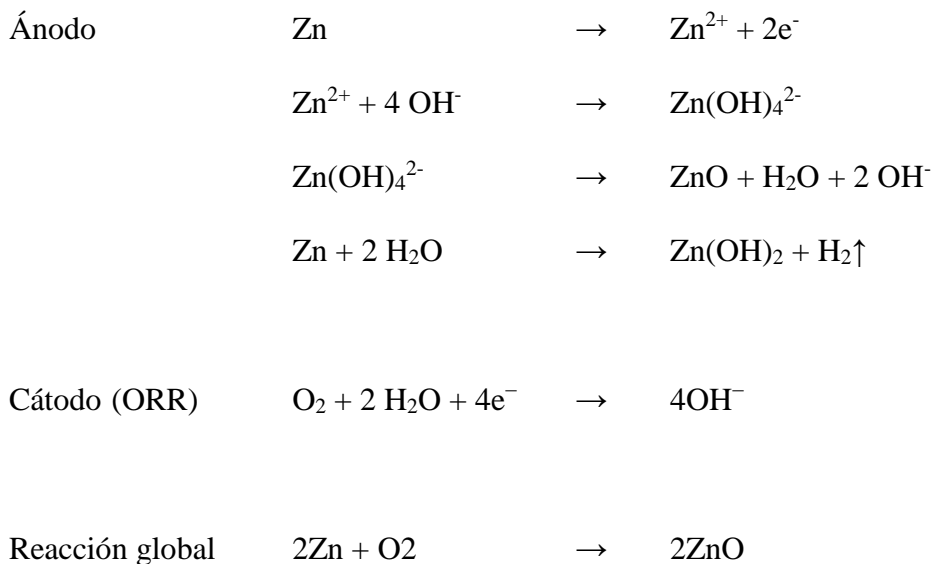 Ánodo Zn → Zn²⁺ + 2e⁻
Zn²⁺ + 4 OH⁻ → Zn(OH)₄²⁻
Zn(OH)₄²⁻ → ZnO + H₂O + 2 OH⁻
Zn + 2 H₂O → Zn(OH)₂ + H₂↑
Cátodo (ORR) O₂ + 2 H₂O + 4e⁻ → 4OH⁻
Reacción global 2Zn + O2 → 2ZnO